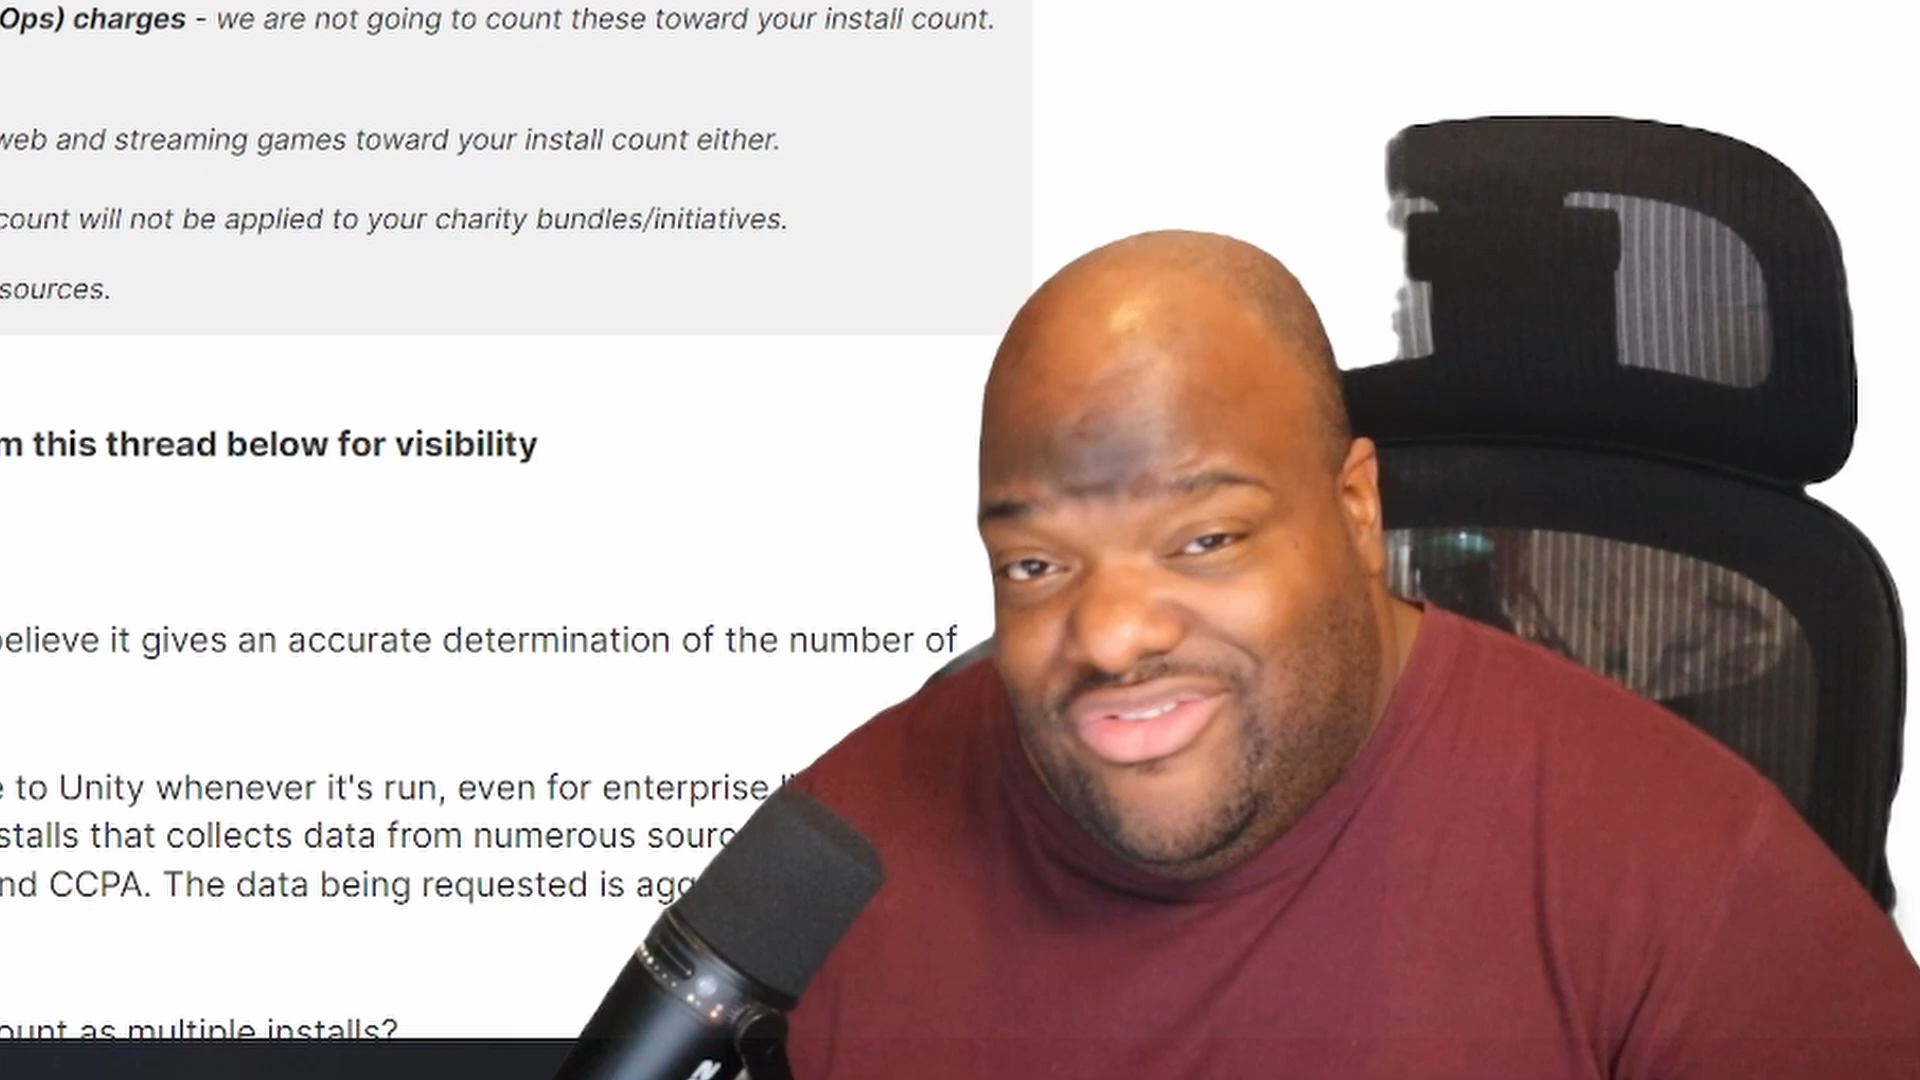 Ops) charges - we are not going to count these toward your install count.
web and streaming games toward your install count either.
count will not be applied to your charity bundles/initiatives.
sources.
m this thread below for visibility
believe it gives an accurate determination of the number of
e to Unity whenever it's run, even for enterprise
stalls that collects data from numerous sourc
nd CCPA. The data being requested is agg
ount as multiple installs?
N